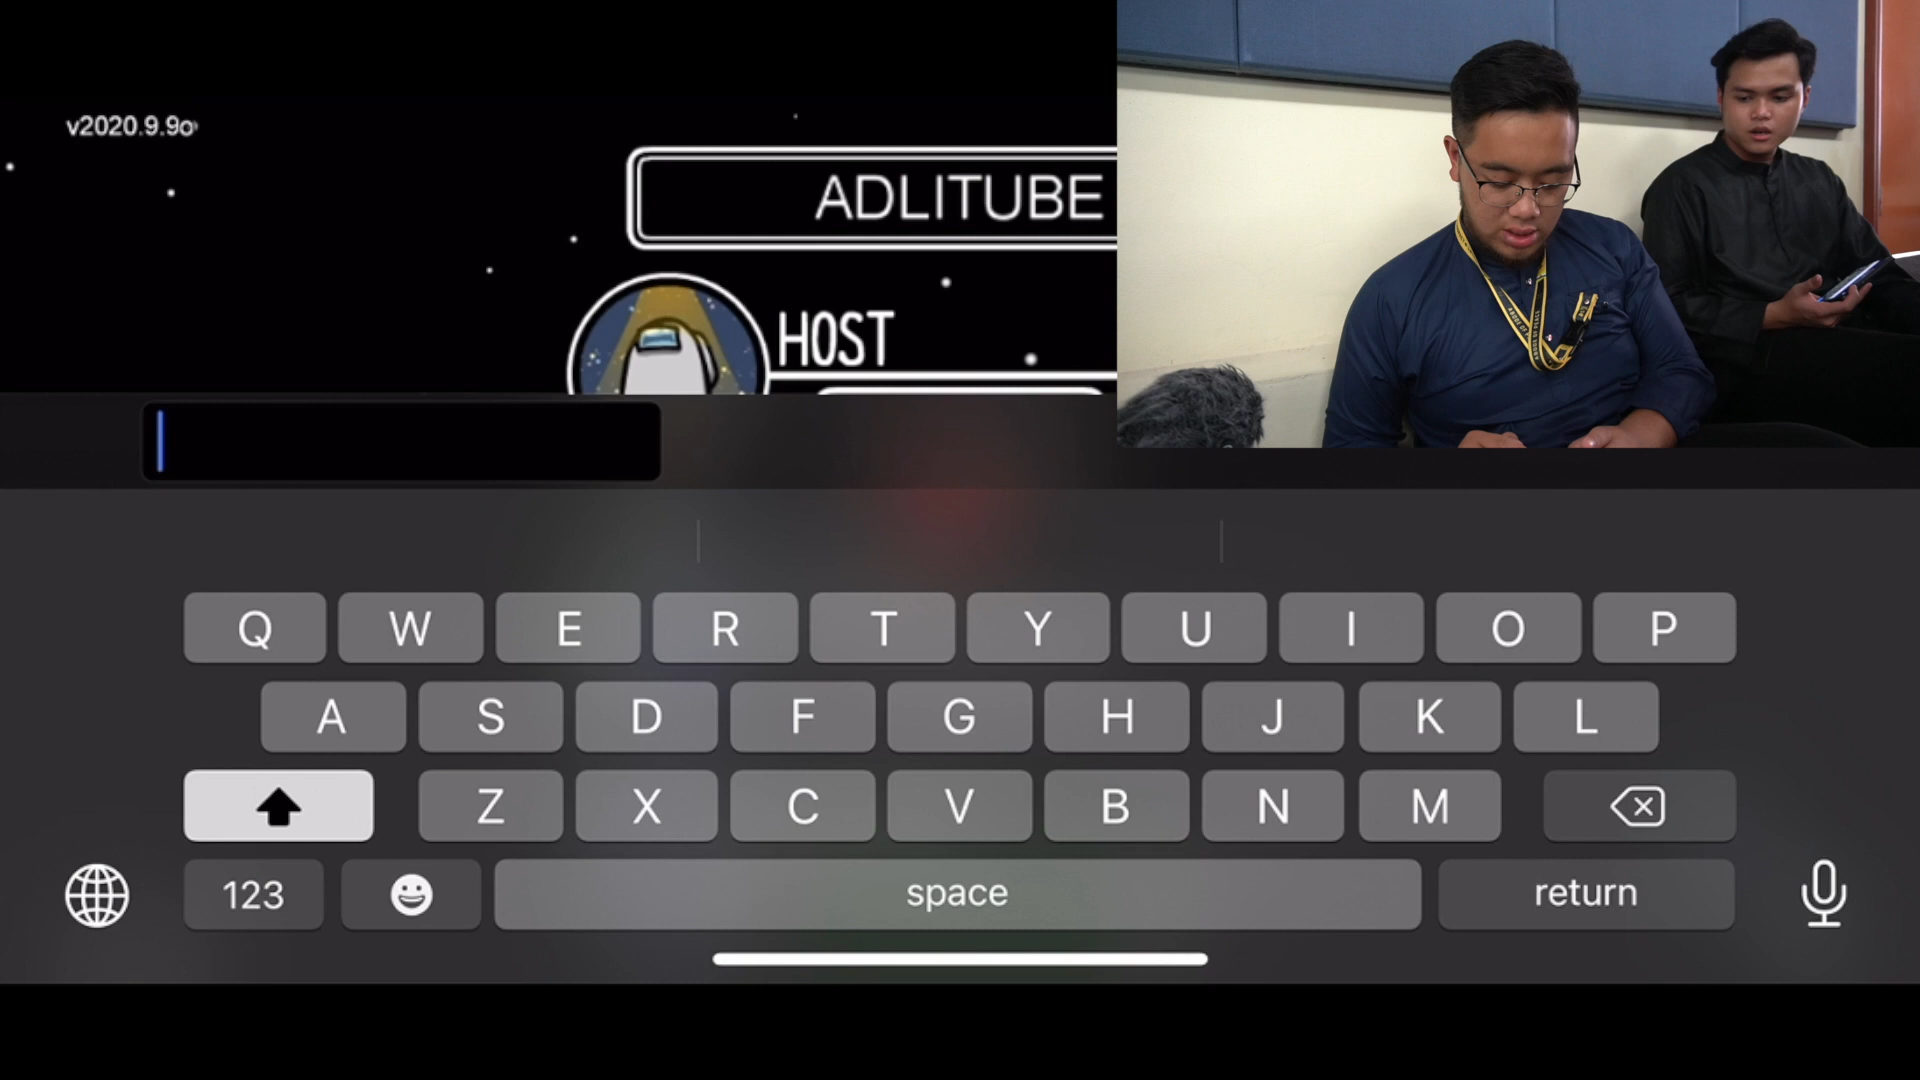 v2020.9.9o
ADLITUBE
HOST
Q W E R T Y U I O P
A S D F G H J K L
Z X C V B N M
123 space return